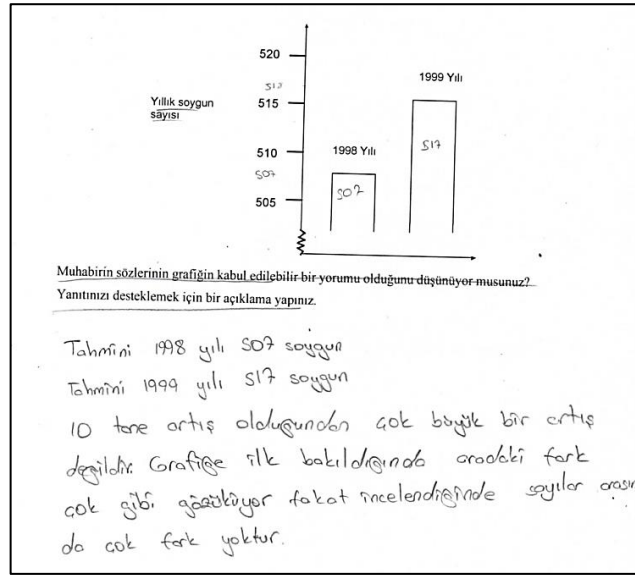 520
1999 Yılı
517
Yıllık soygun
sayısı
515
510
1998 Yılı
517
507
507
505
Muhabirin sözlerinin grafiğin kabul edilebilir bir yorumu olduğunu düşünüyor musunuz?
Yanıtınızı desteklemek için bir açıklama yapınız.
Tahmini 1998 yılı 507 soygun
Tahmini 1999 yılı 517 soygun
10 tane artış olduğundan çok büyük bir artış
değildir. Grafiğe ilk bakıldığında aradaki fark
çok gibi gözüküyor fakat incelendiğinde sayılar arasın
da çok fark yoktur.